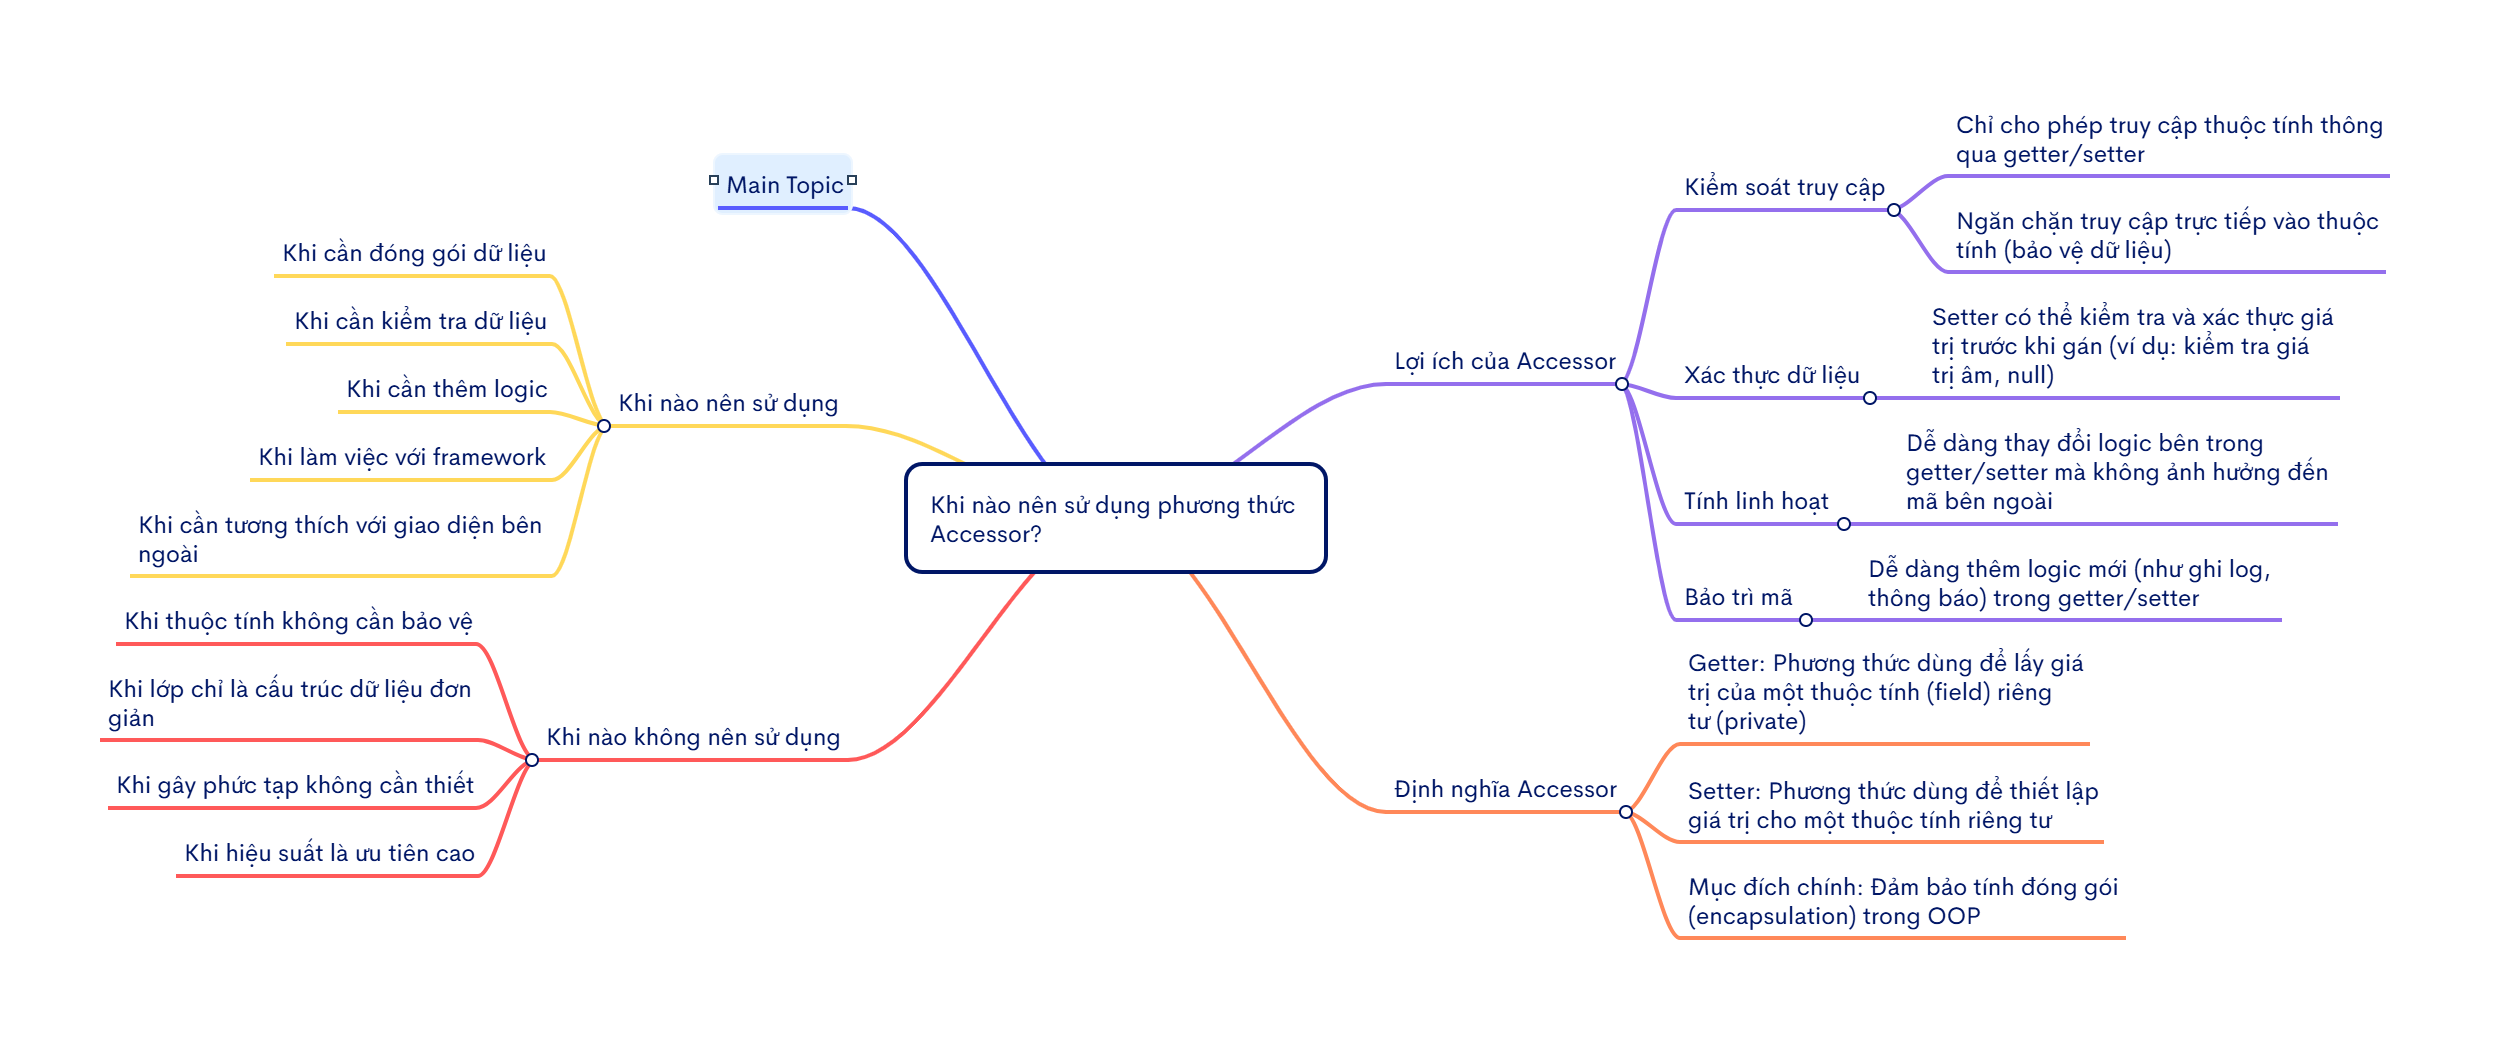 Main Topic
Khi nào nên sử dụng
Khi cần đóng gói dữ liệu
Khi cần kiểm tra dữ liệu
Khi cần thêm logic
Khi làm việc với framework
Khi cần tương thích với giao diện bên
ngoài
Khi nào không nên sử dụng
Khi thuộc tính không cần bảo vệ
Khi lớp chỉ là cấu trúc dữ liệu đơn
giản
Khi gây phức tạp không cần thiết
Khi hiệu suất là ưu tiên cao
Khi nào nên sử dụng phương thức
Accessor?
Lợi ích của Accessor
Kiểm soát truy cập
Chỉ cho phép truy cập thuộc tính thông
qua getter/setter
Ngăn chặn truy cập trực tiếp vào thuộc
tính (bảo vệ dữ liệu)
Xác thực dữ liệu
Setter có thể kiểm tra và xác thực giá
trị trước khi gán (ví dụ: kiểm tra giá
trị âm, null)
Tính linh hoạt
Dễ dàng thay đổi logic bên trong
getter/setter mà không ảnh hưởng đến
mã bên ngoài
Bảo trì mã
Dễ dàng thêm logic mới (như ghi log,
thông báo) trong getter/setter
Định nghĩa Accessor
Getter: Phương thức dùng để lấy giá
trị của một thuộc tính (field) riêng
tư (private)
Setter: Phương thức dùng để thiết lập
giá trị cho một thuộc tính riêng tư
Mục đích chính: Đảm bảo tính đóng gói
(encapsulation) trong OOP